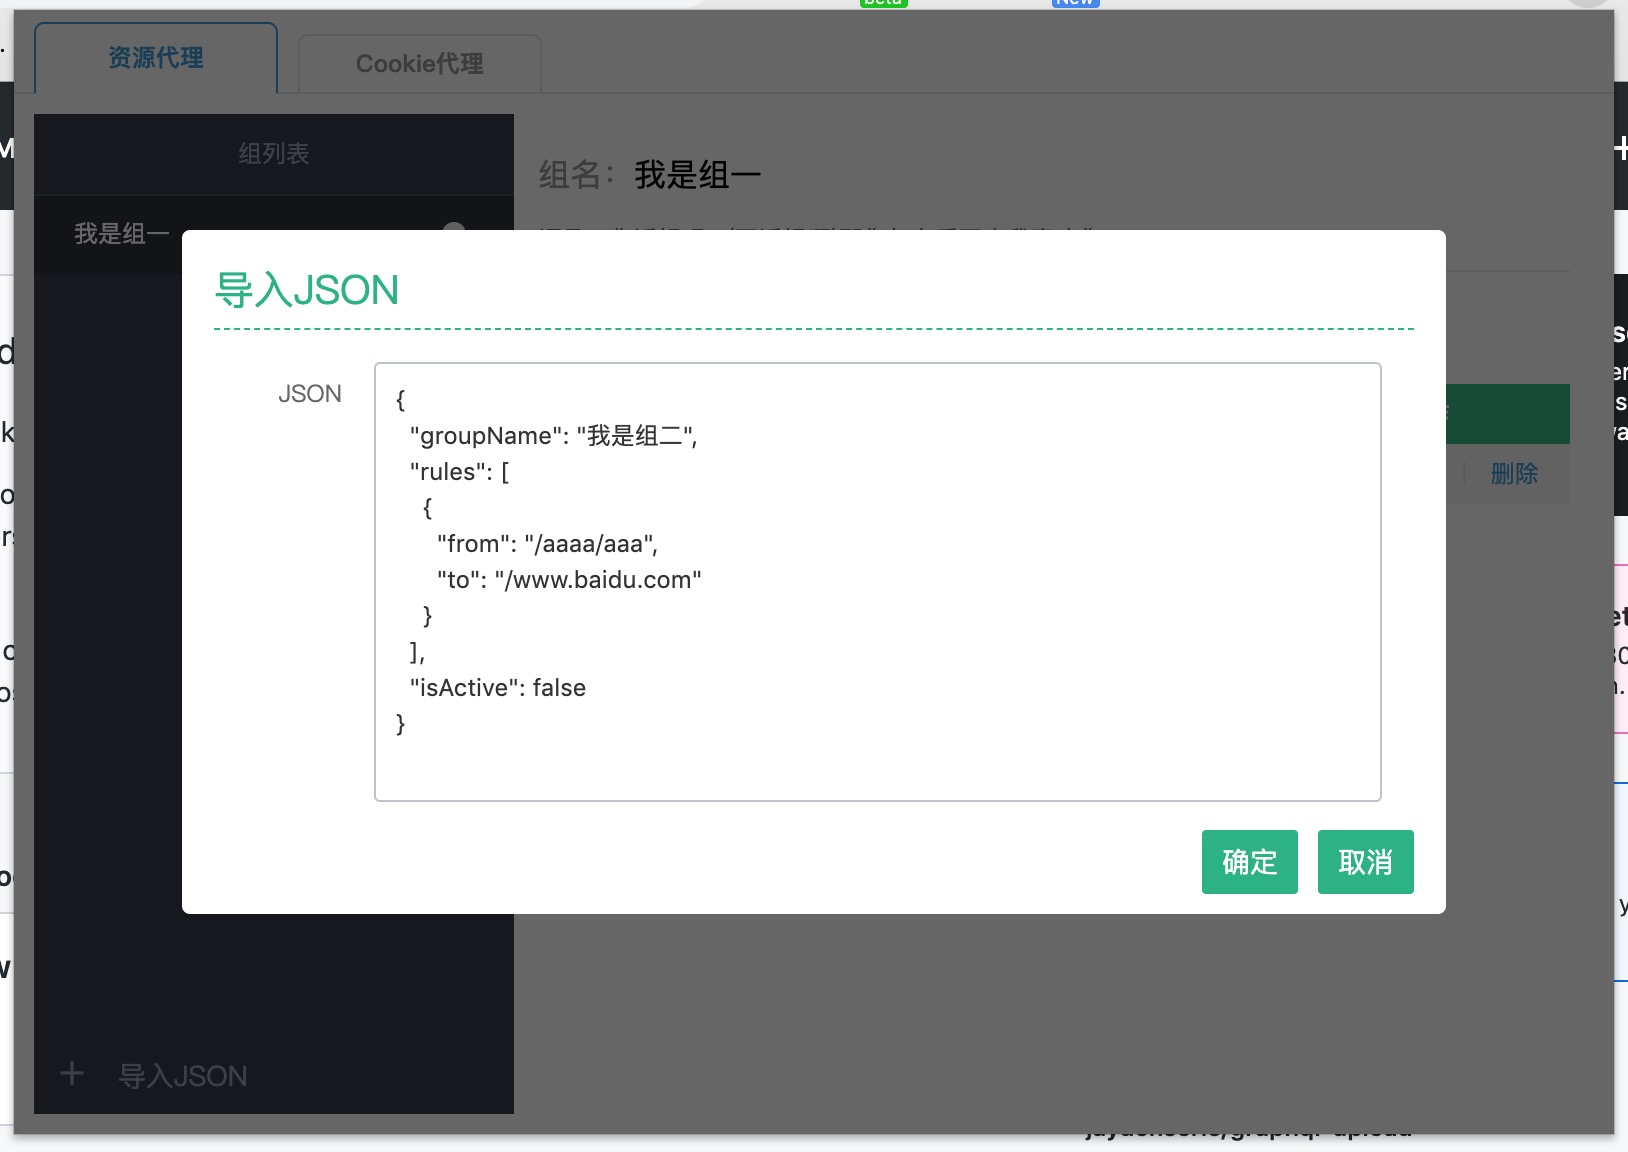 beta
New
资源代理
Cookie代理
组列表
组名：
我是组一
我是组一
导入JSON
JSON
{
"groupName": "我是组二",
"rules": [
{
"from": "/aaaa/aaa",
"to": "/www.baidu.com"
}
],
"isActive": false
}
删除
确定
取消
+
导入JSON